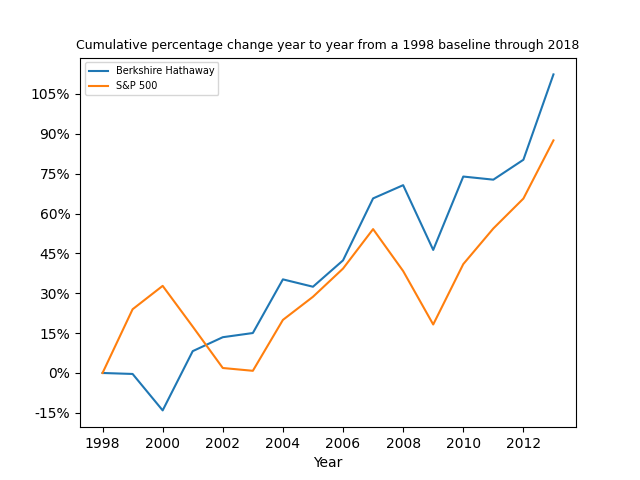 Cumulative percentage change year to year from a 1998 baseline through 2018
Berkshire Hathaway
S&P 500
105%
90%
75%
60%
45%
30%
15%
0%
-15%
1998 2000 2002 2004 2006 2008 2010 2012
Year